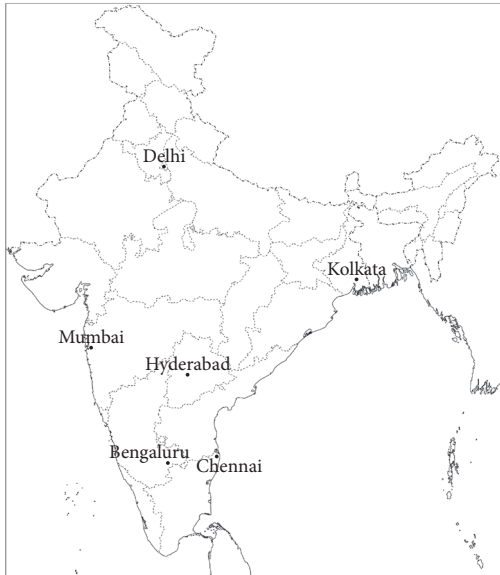 Delhi
Kolkata
Mumbai
Hyderabad
Bengaluru
Chennai